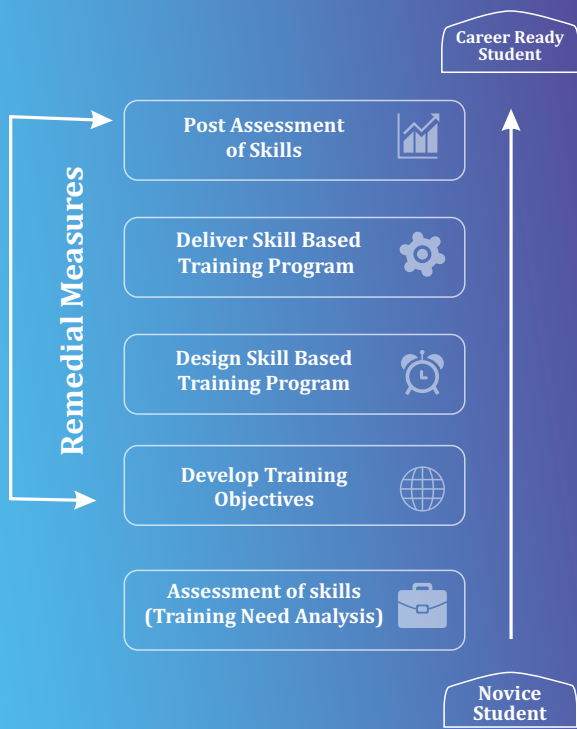 Career Ready
Student
Post Assessment
of Skills
Deliver Skill Based
Training Program
Remedial Measures
Design Skill Based
Training Program
Develop Training
Objectives
Assessment of skills
(Training Need Analysis)
Novice
Student